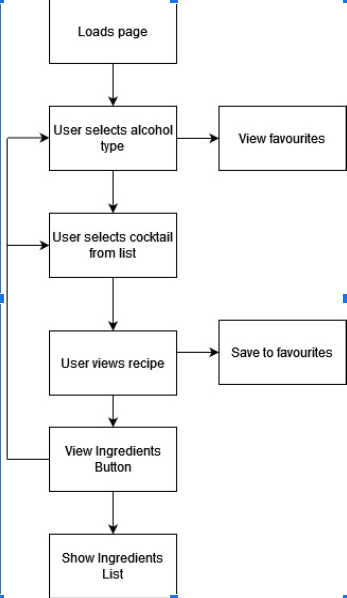 Loads page
User selects alcohol
type
View favourites
User selects cocktail
from list
User views recipe
Save to favourites
View Ingredients
Button
Show Ingredients
List